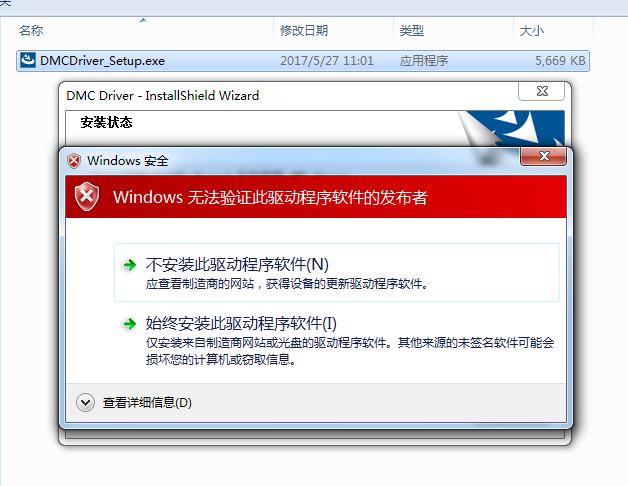 名称 修改日期 类型 大小
DMCDriver_Setup.exe 2017/5/27 11:01 应用程序 5,669 KB
DMC Driver - InstallShield Wizard
安装状态
Windows 安全
Windows 无法验证此驱动程序软件的发布者
不安装此驱动程序软件(N)
应查看制造商的网站，获得设备的更新驱动程序软件。
始终安装此驱动程序软件(I)
仅安装来自制造商网站或光盘的驱动程序软件。其他来源的未签名软件可能会
损坏您的计算机或窃取信息。
查看详细信息(D)